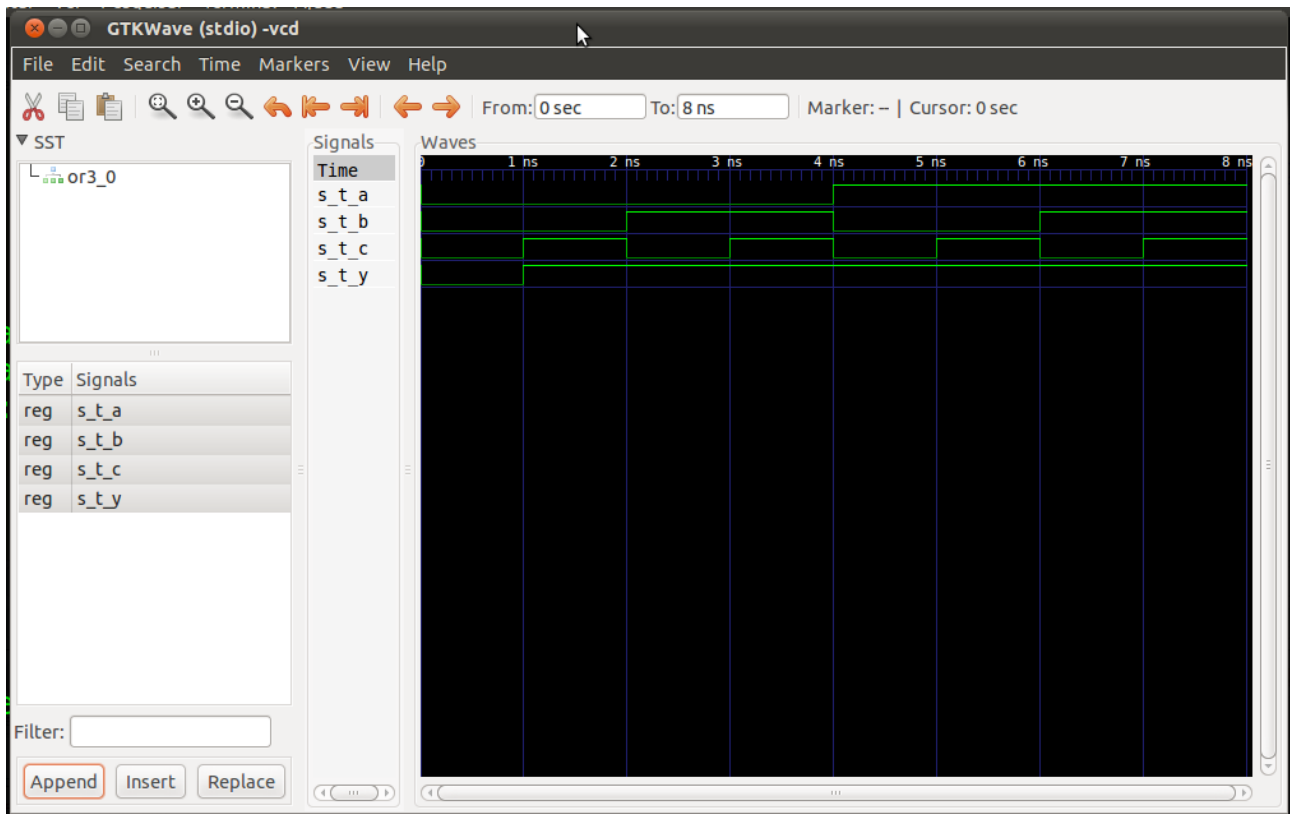 GTKWave (stdio) -vcd
File Edit Search Time Markers View Help
From: 0 sec To: 8 ns Marker: -- | Cursor: 0 sec
SST
or3_0
Type Signals
reg s_t_a
reg s_t_b
reg s_t_c
reg s_t_y
Filter:
Append Insert Replace
Signals
Time
s_t_a
s_t_b
s_t_c
s_t_y
Waves
0 1 ns 2 ns 3 ns 4 ns 5 ns 6 ns 7 ns 8 ns